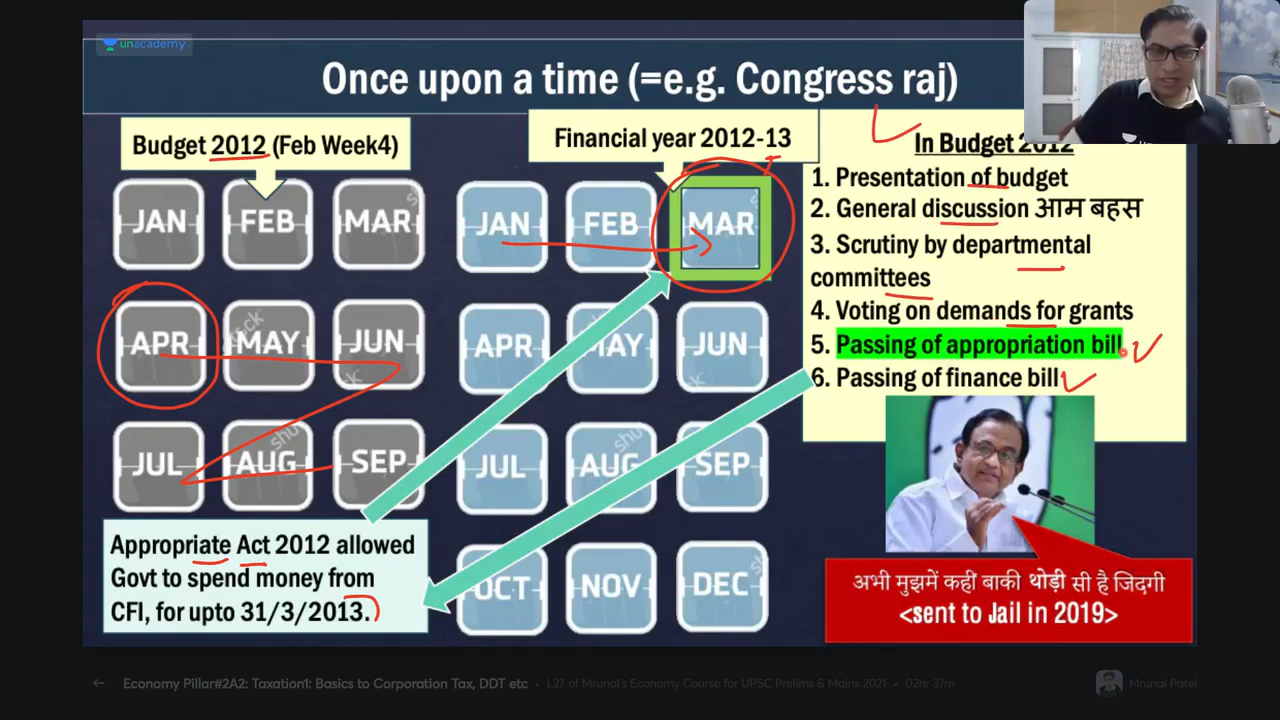 unacademy
Once upon a time (=e.g. Congress raj)
Budget 2012 (Feb Week4)
Financial year 2012-13
JAN FEB MAR
APR MAY JUN
JUL AUG SEP
JAN FEB MAR
APR MAY JUN
JUL AUG SEP
OCT NOV DEC
Appropriate Act 2012 allowed
Govt to spend money from
CFI, for upto 31/3/2013.
In Budget 2012
1. Presentation of budget
2. General discussion आम बहस
3. Scrutiny by departmental
committees
4. Voting on demands for grants
5. Passing of appropriation bill
6. Passing of finance bill
अभी मुझमें कहीं बाकी थोड़ी सी है जिदगी
<sent to Jail in 2019>
Economy Pillar#2A2: Taxation1: Basics to Corporation Tax, DDT etc • L27 of Mrunal's Economy Course for UPSC Prelims & Mains 2021 • 02hr 37m
Mrunal Patel